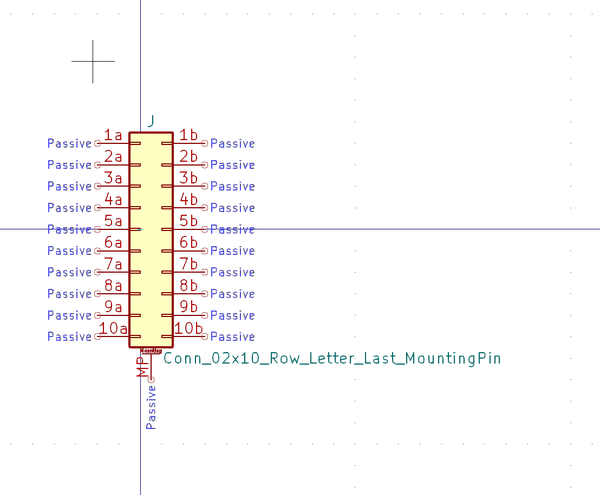 J
Passive 1a 1b Passive
Passive 2a 2b Passive
Passive 3a 3b Passive
Passive 4a 4b Passive
Passive 5a 5b Passive
Passive 6a 6b Passive
Passive 7a 7b Passive
Passive 8a 8b Passive
Passive 9a 9b Passive
Passive 10a 10b Passive
Conn_02x10_Row_Letter_Last_MountingPin
MP
Passive